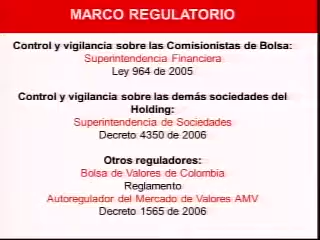 MARCO REGULATORIO
Control y vigilancia sobre las Comisionistas de Bolsa:
Superintendencia Financiera
Ley 964 de 2005
Control y vigilancia sobre las demás sociedades del
Holding:
Superintendencia de Sociedades
Decreto 4350 de 2006
Otros reguladores:
Bolsa de Valores de Colombia
Reglamento
Autoregulador del Mercado de Valores AMV
Decreto 1565 de 2006